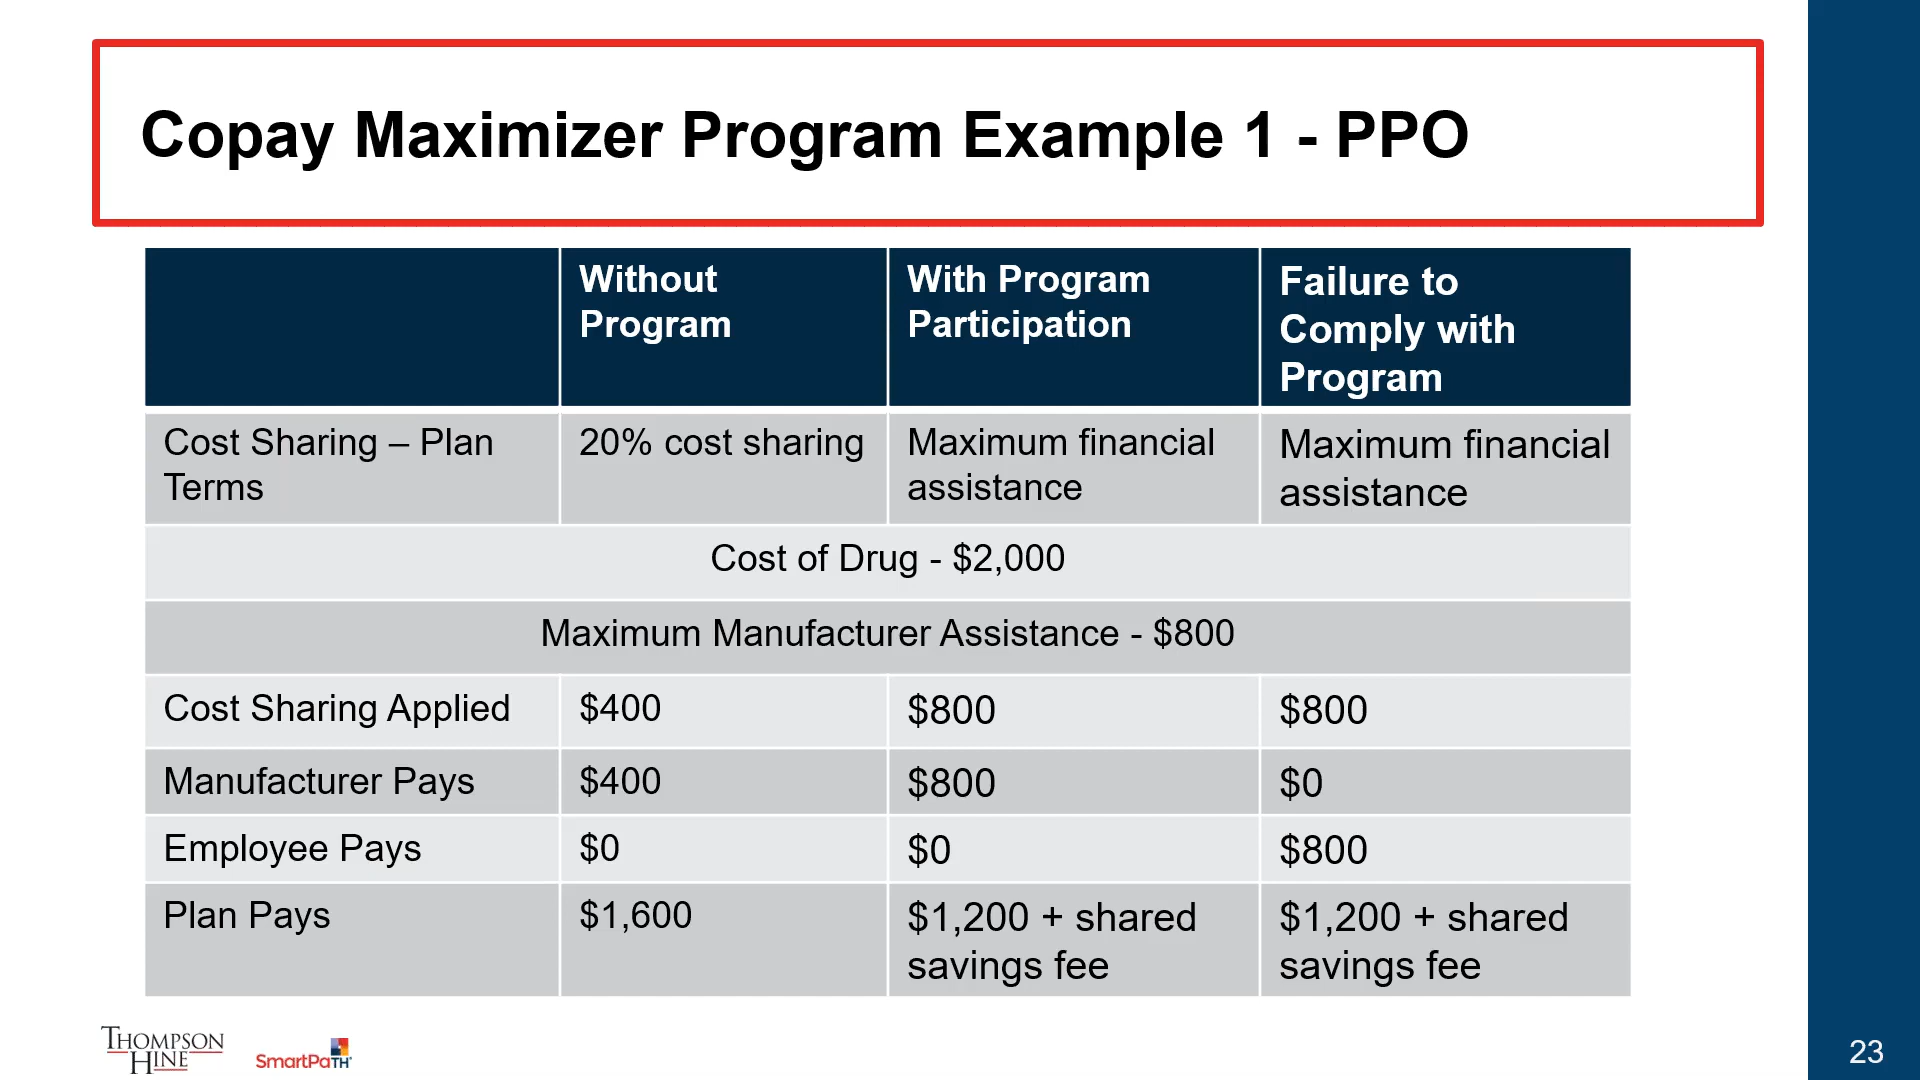 Copay Maximizer Program Example 1 - PPO
Without
Program
With Program
Participation
Failure to
Comply with
Program
Cost Sharing – Plan
Terms
20% cost sharing
Maximum financial
assistance
Maximum financial
assistance
Cost of Drug - $2,000
Maximum Manufacturer Assistance - $800
Cost Sharing Applied
$400
$800
$800
Manufacturer Pays
$400
$800
$0
Employee Pays
$0
$0
$800
Plan Pays
$1,600
$1,200 + shared
savings fee
$1,200 + shared
savings fee
THOMPSON
HINE
SmartPaTH
23